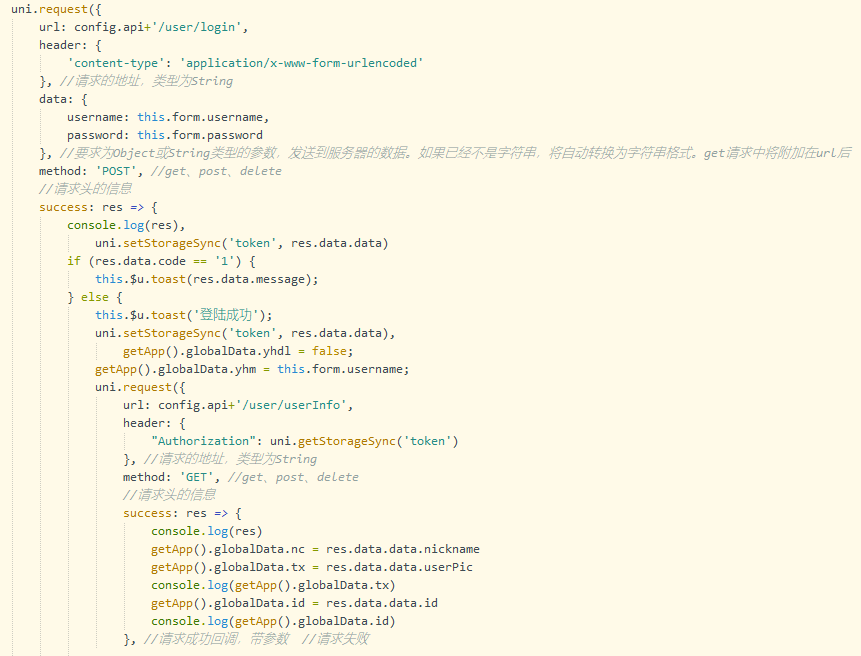 uni.request({
url: config.api+'/user/login',
header: {
'content-type': 'application/x-www-form-urlencoded'
}, //请求的地址，类型为String
data: {
username: this.form.username,
password: this.form.password
}, //要求为Object或String类型的参数，发送到服务器的数据。如果已经不是字符串，将自动转换为字符串格式。get请求中将附加在url后
method: 'POST', //get、post、delete
//请求头的信息
success: res => {
console.log(res),
uni.setStorageSync('token', res.data.data)
if (res.data.code == '1') {
this.$u.toast(res.data.message);
} else {
this.$u.toast('登陆成功');
uni.setStorageSync('token', res.data.data),
getApp().globalData.yhdl = false;
getApp().globalData.yhm = this.form.username;
uni.request({
url: config.api+'/user/userInfo',
header: {
"Authorization": uni.getStorageSync('token')
}, //请求的地址，类型为String
method: 'GET', //get、post、delete
//请求头的信息
success: res => {
console.log(res)
getApp().globalData.nc = res.data.data.nickname
getApp().globalData.tx = res.data.data.userPic
console.log(getApp().globalData.tx)
getApp().globalData.id = res.data.data.id
console.log(getApp().globalData.id)
}, //请求成功回调，带参数 //请求失败